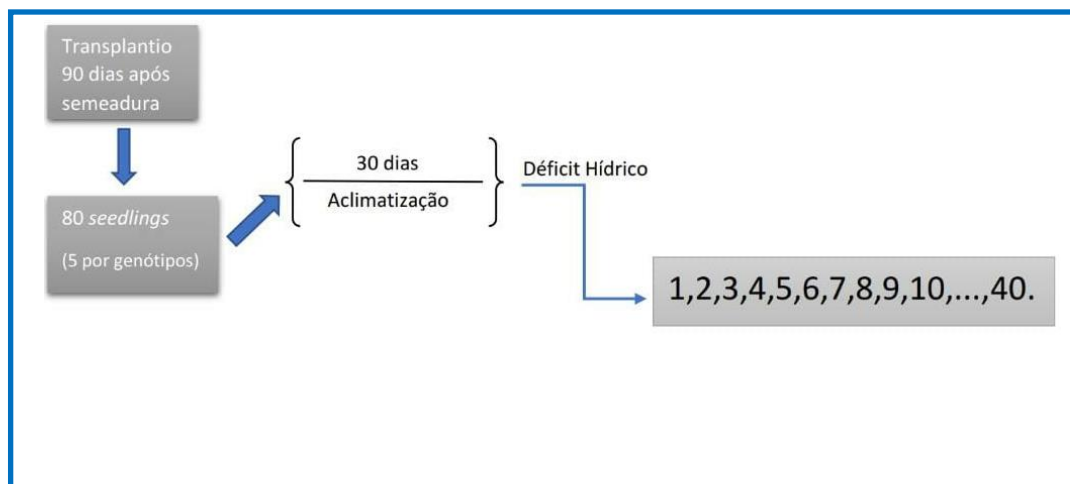 Transplantio
90 dias após
semeadura
80 seedlings
(5 por genótipos)
30 dias
Aclimatização
Déficit Hídrico
1,2,3,4,5,6,7,8,9,10,...,40.